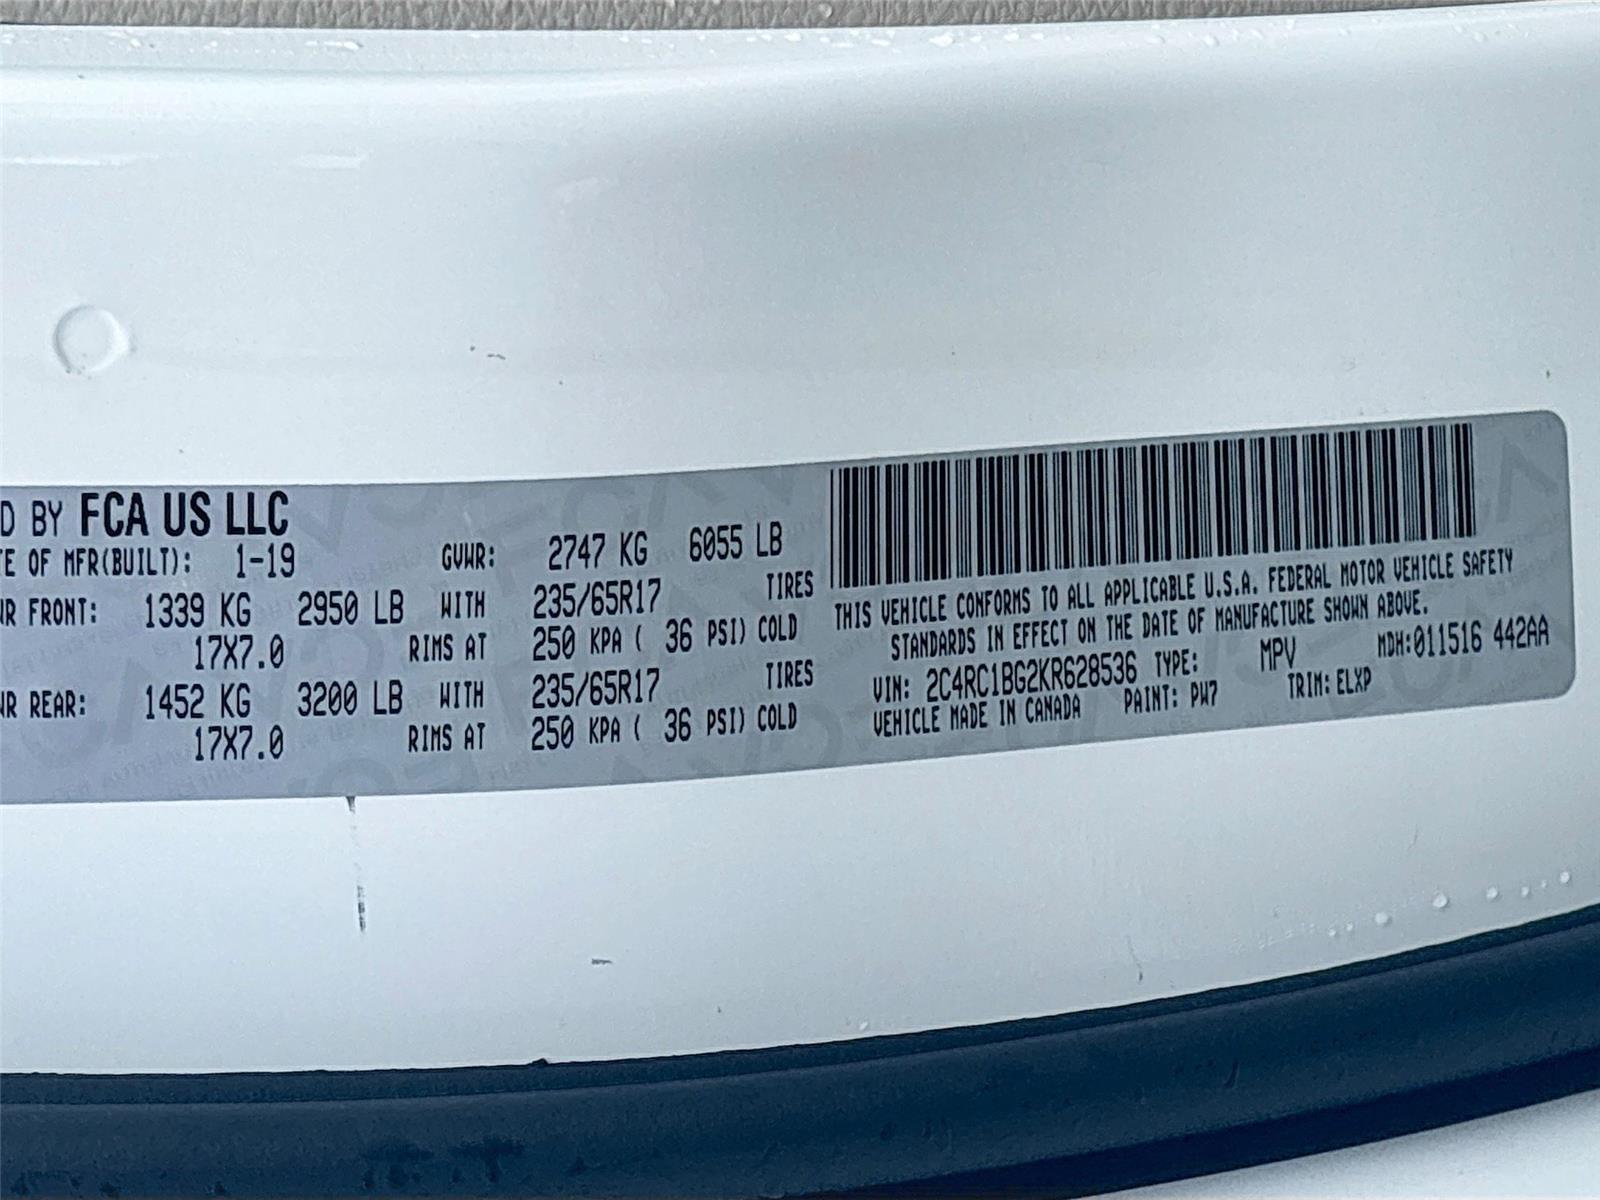 D BY FCA US LLC
TE OF MFR(BUILT): 1-19 GVWR: 2747 KG 6055 LB
WR FRONT: 1339 KG 2950 LB WITH 235/65R17 TIRES
17X7.0 RIMS AT 250 KPA ( 36 PSI) COLD
WR REAR: 1452 KG 3200 LB WITH 235/65R17 TIRES
17X7.0 RIMS AT 250 KPA ( 36 PSI) COLD
THIS VEHICLE CONFORMS TO ALL APPLICABLE U.S.A. FEDERAL MOTOR VEHICLE SAFETY
STANDARDS IN EFFECT ON THE DATE OF MANUFACTURE SHOWN ABOVE.
VIN: 2C4RC1BG2KR628536 TYPE: MPV MDH:011516 442AA
VEHICLE MADE IN CANADA PAINT: PW7 TRIM: ELXP